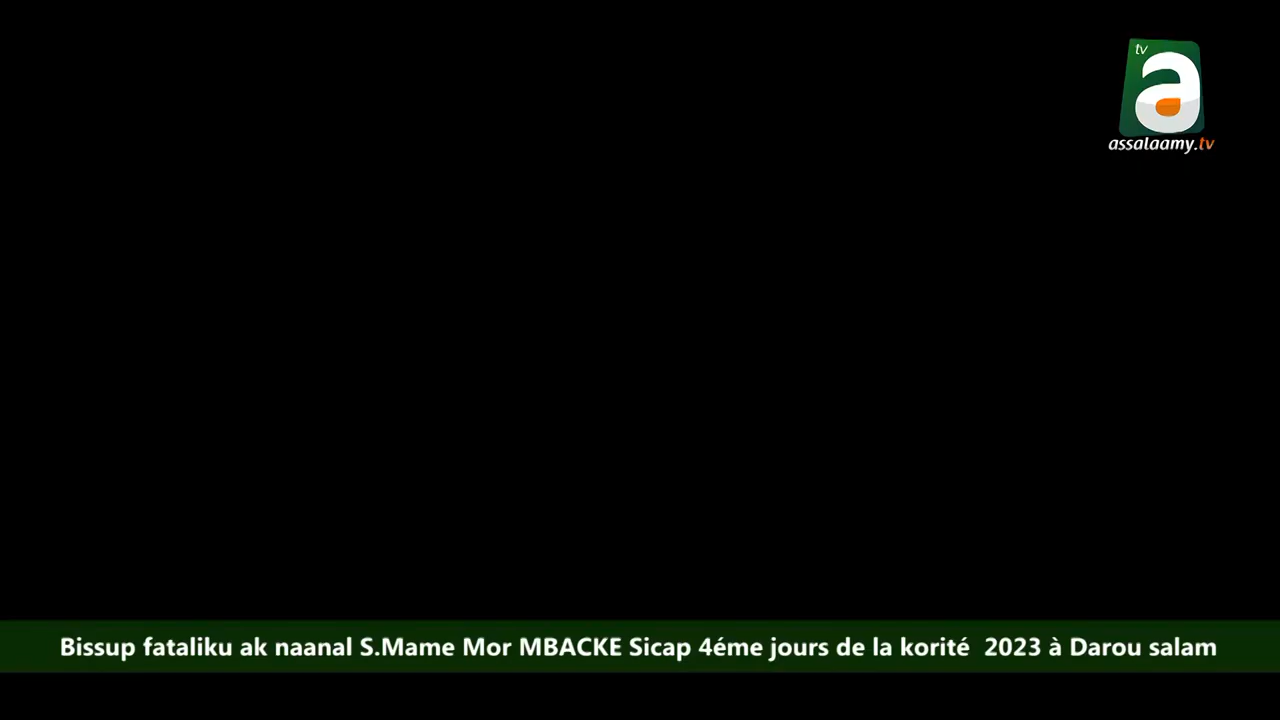 tv
a
assalaamy.tv
Bissup fataliku ak naanal S.Mame Mor MBACKE Sicap 4éme jours de la korité  2023 à Darou salam